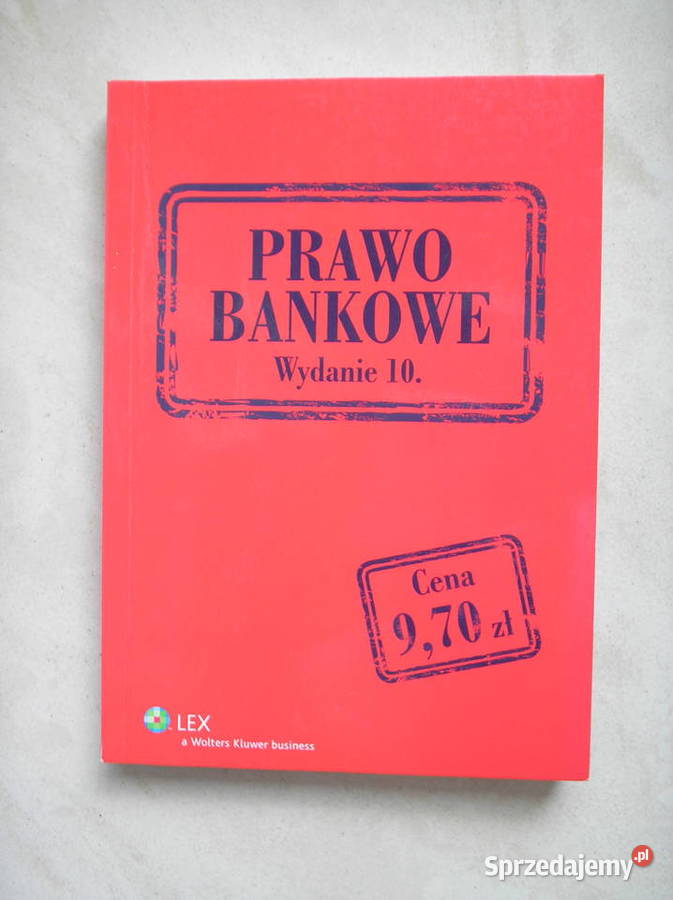 PRAWO
BANKOWE
Wydanie 10.
Cena
9,70 zł
LEX
a Wolters Kluwer business
Sprzedajemy.pl